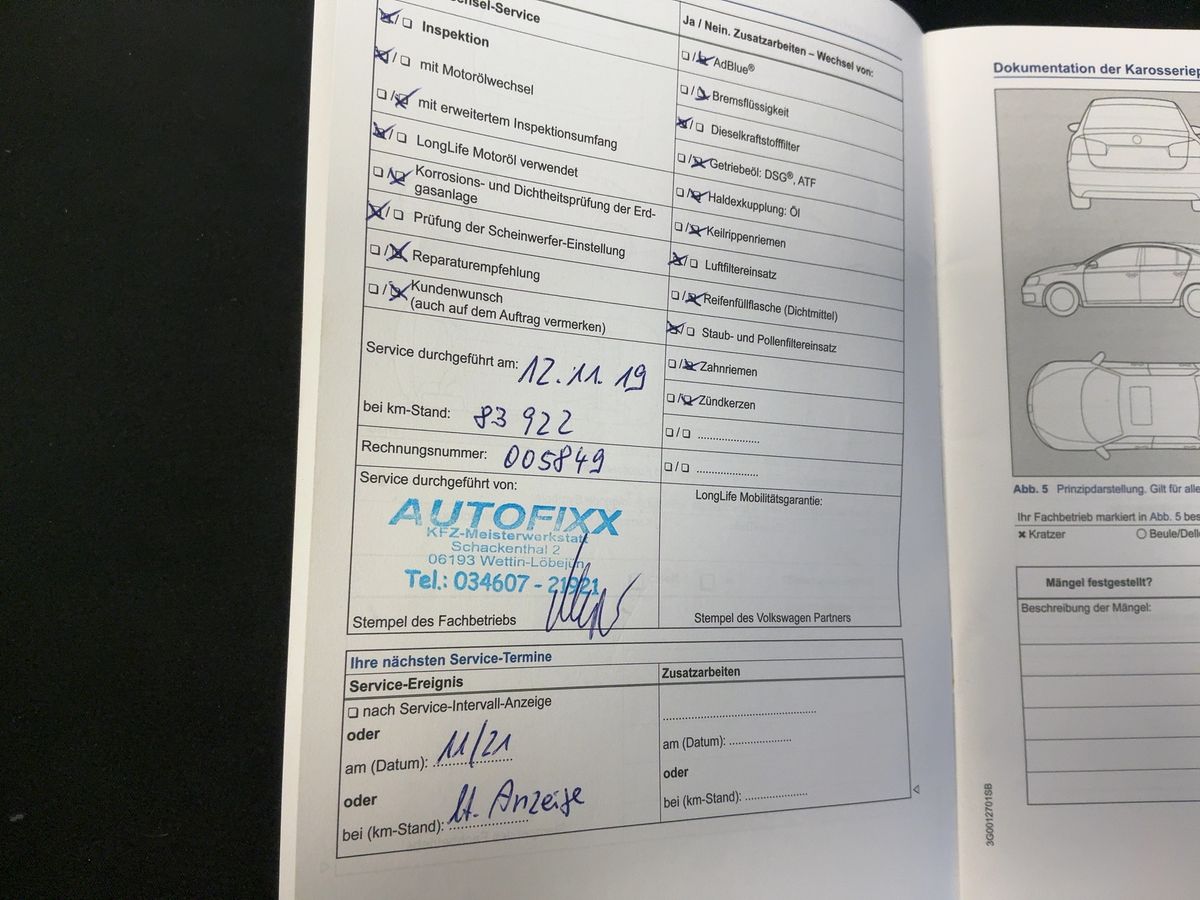 chsel-Service
☒/❏ Inspektion
☒/❏ mit Motorölwechsel
❏/☒ mit erweitertem Inspektionsumfang
☒/❏ LongLife Motoröl verwendet
❏/☒ Korrosions- und Dichtheitsprüfung der Erd-
gasanlage
☒/❏ Prüfung der Scheinwerfer-Einstellung
❏/☒ Reparaturempfehlung
❏/☒ Kundenwunsch
(auch auf dem Auftrag vermerken)
Service durchgeführt am: 12.11.19
bei km-Stand: 83 922
Rechnungsnummer: 005849
Service durchgeführt von:
AUTOFIXX
KFZ-Meisterwerkstatt
Schackenthal 2
06193 Wettin-Löbejün
Tel.: 034607 - 21921
Stempel des Fachbetriebs
Ja / Nein. Zusatzarbeiten – Wechsel von:
❏/☒ AdBlue®
❏/☒ Bremsflüssigkeit
☒/❏ Dieselkraftstofffilter
❏/☒ Getriebeöl: DSG®, ATF
❏/☒ Haldexkupplung: Öl
❏/☒ Keilrippenriemen
☒/❏ Luftfiltereinsatz
❏/☒ Reifenfüllflasche (Dichtmittel)
☒/❏ Staub- und Pollenfiltereinsatz
❏/☒ Zahnriemen
❏/☒ Zündkerzen
❏/❏ .....................
❏/❏ .....................
LongLife Mobilitätsgarantie:
Stempel des Volkswagen Partners
Ihre nächsten Service-Termine
Service-Ereignis
❏ nach Service-Intervall-Anzeige
oder
am (Datum): 11/21
oder
bei (km-Stand): lt. Anzeige
Zusatzarbeiten
..........................................
am (Datum): .................
oder
bei (km-Stand): .................
Dokumentation der Karosseriep
Abb. 5 Prinzipdarstellung. Gilt für alle
Ihr Fachbetrieb markiert in Abb. 5 bes
✖ Kratzer ○ Beule/Delle
Mängel festgestellt?
Beschreibung der Mängel:
3G0012701SB